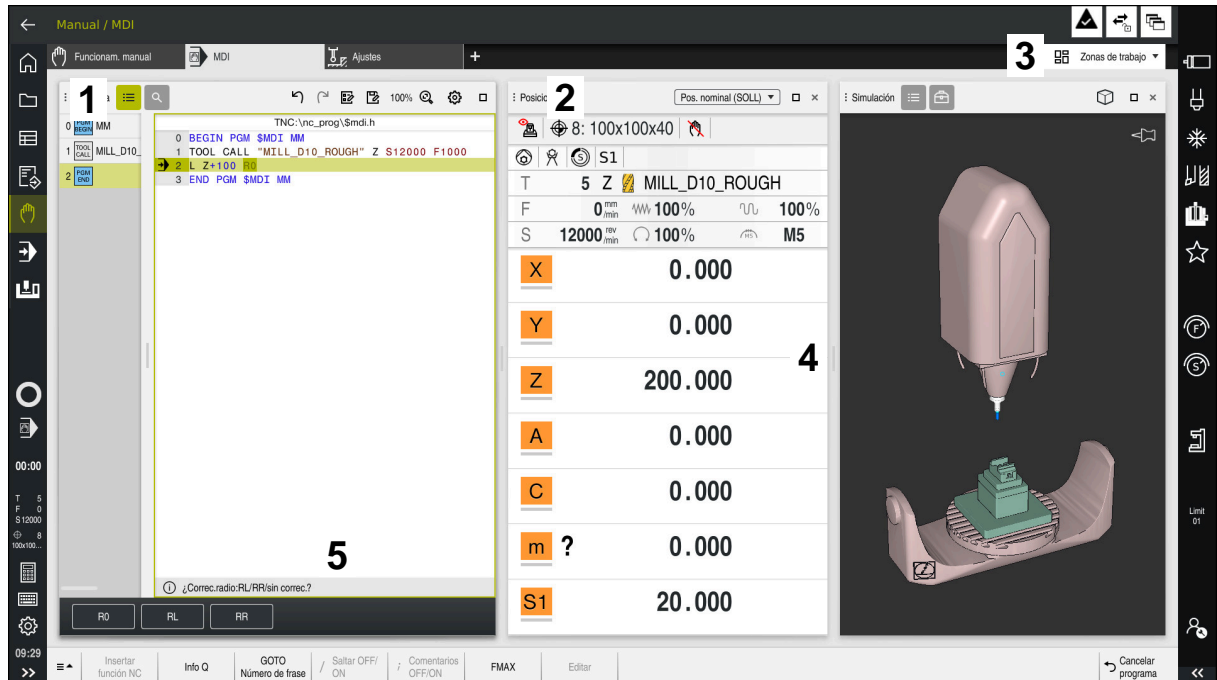 Manual / MDI
Funcionam. manual
MDI
Ajustes
+
3
Zonas de trabajo
1
a
100%
0 PGM BEGIN MM
1 TOOL CALL MILL_D10_
2 PGM END
TNC:\nc_prog\$mdi.h
0 BEGIN PGM $MDI MM
1 TOOL CALL "MILL_D10_ROUGH" Z S12000 F1000
2 L Z+100 R0
3 END PGM $MDI MM
5
¿Correc.radio:RL/RR/sin correc.?
R0
RL
RR
Posicio
2
Pos. nominal (SOLL)
8: 100x100x40
S1
T 5 Z MILL_D10_ROUGH
F 0 mm/min 100% 100%
S 12000 rev/min 100% M5 M5
X 0.000
Y 0.000
4
Z 200.000
A 0.000
C 0.000
m ? 0.000
S1 20.000
Simulación
00:00
T 5
F 0
S 12000
8
100x100...
09:29
F
S
Limit
01
Insertar
función NC
Info Q
GOTO
Número de frase
/ Saltar OFF/
ON
; Comentarios
OFF/ON
FMAX
Editar
Cancelar
programa